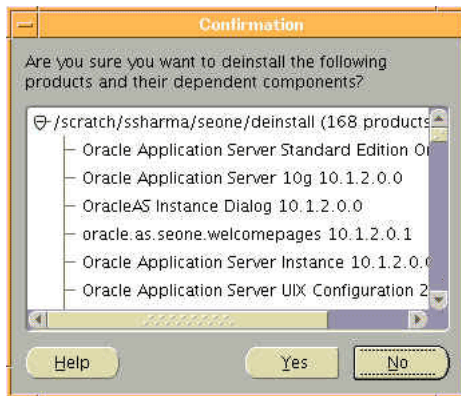 Confirmation
Are you sure you want to deinstall the following
products and their dependent components?
/scratch/ssharma/seone/deinstall (168 products
Oracle Application Server Standard Edition
Oracle Application Server 10g 10.1.2.0.0
OracleAS Instance Dialog 10.1.2.0.0
oracle.as.seone.welcomepages 10.1.2.0.1
Oracle Application Server Instance 10.1.2.0.
Oracle Application Server UIX Configuration 2
Help
Yes
No